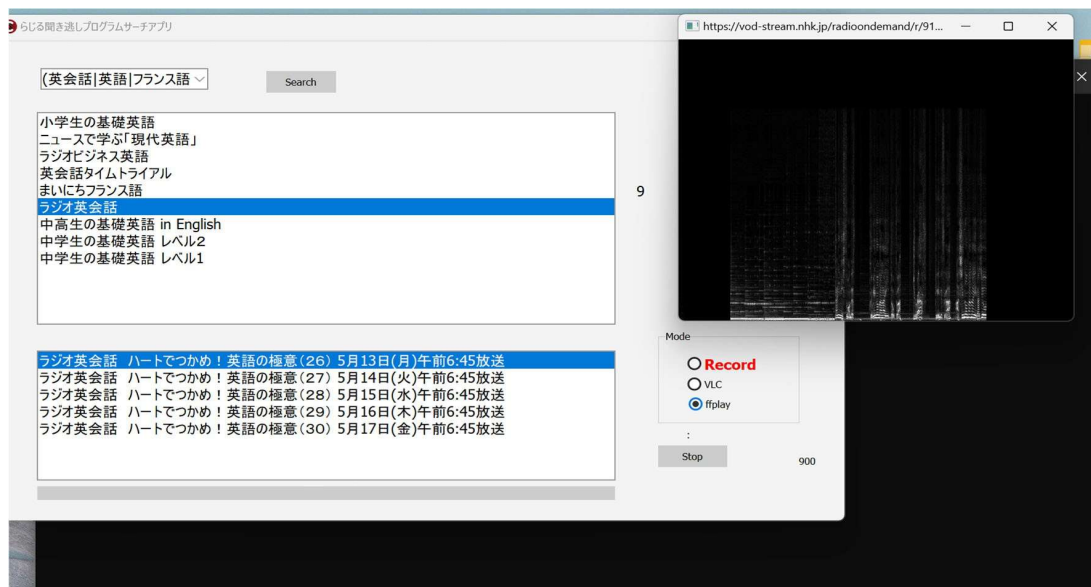 らじる聞き逃しプログラムサーチアプリ
https://vod-stream.nhk.jp/radioondemand/r/91...
(英会話|英語|フランス語
Search
小学生の基礎英語
ニュースで学ぶ「現代英語」
ラジオビジネス英語
英会話タイムトライアル
まいにちフランス語
ラジオ英会話
中高生の基礎英語 in English
中学生の基礎英語 レベル2
中学生の基礎英語 レベル1
9
ラジオ英会話 ハートでつかめ!英語の極意(26) 5月13日(月)午前6:45放送
ラジオ英会話 ハートでつかめ!英語の極意(27) 5月14日(火)午前6:45放送
ラジオ英会話 ハートでつかめ!英語の極意(28) 5月15日(水)午前6:45放送
ラジオ英会話 ハートでつかめ!英語の極意(29) 5月16日(木)午前6:45放送
ラジオ英会話 ハートでつかめ!英語の極意(30) 5月17日(金)午前6:45放送
Mode
Record
VLC
ffplay
:
Stop
900